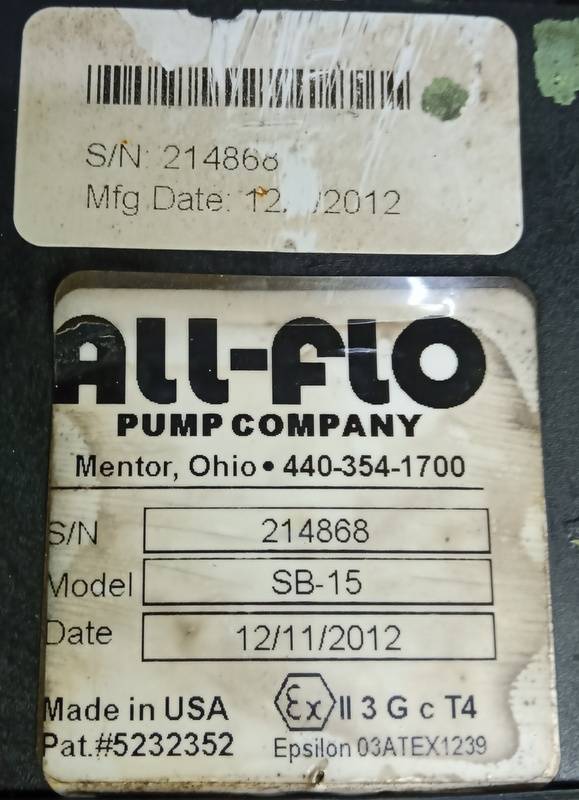 S/N: 214868
Mfg Date: 12/ /2012
ALL-FLO
PUMP COMPANY
Mentor, Ohio • 440-354-1700
S/N 214868
Model SB-15
Date 12/11/2012
Made in USA Ex II 3 G c T4
Pat.#5232352 Epsilon 03ATEX1239